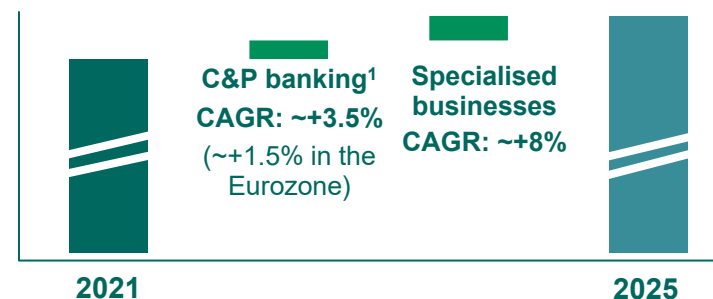 C&P banking¹
CAGR: ~+3.5%
(~+1.5% in the
Eurozone)
Specialised
businesses
CAGR: ~+8%
2021
2025